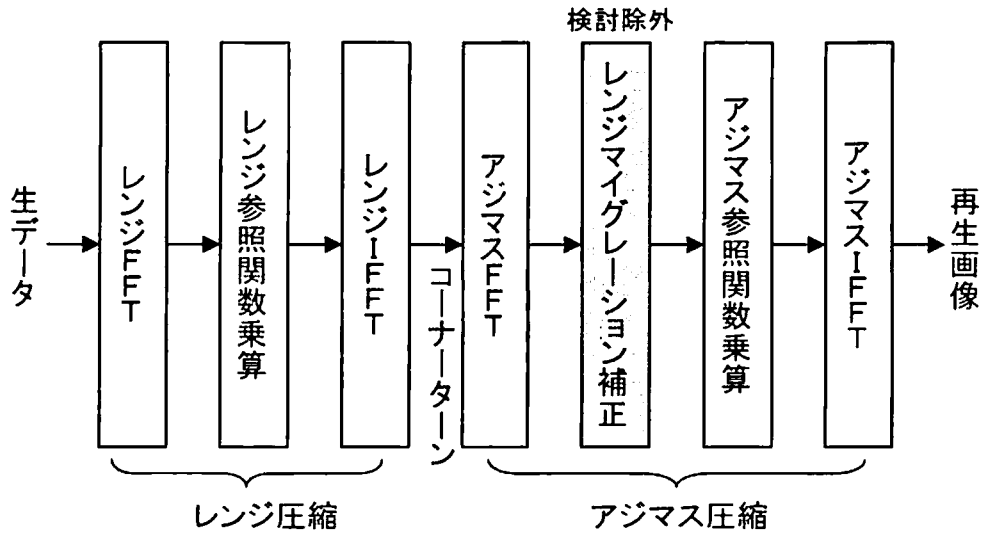 検討除外
生データ
レンジFFT
レンジ参照関数乗算
レンジIFFT
コーナーターン
アジマスFFT
レンジマイグレーション補正
アジマス参照関数乗算
アジマスIFFT
再生画像
レンジ圧縮
アジマス圧縮